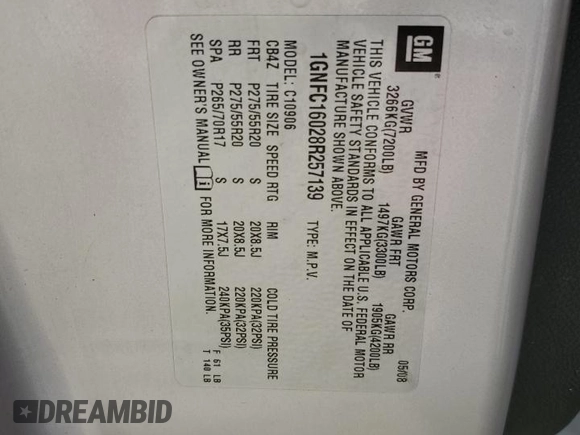 GM
MFD BY GENERAL MOTORS CORP. 05/08
GVWR GAWR FRT GAWR RR
3266KG(7200LB) 1497KG(3300LB) 1905KG(4200LB)
THIS VEHICLE CONFORMS TO ALL APPLICABLE U.S. FEDERAL MOTOR
VEHICLE SAFETY STANDARDS IN EFFECT ON THE DATE OF
MANUFACTURE SHOWN ABOVE.
1GNFC16028R257139 TYPE: M.P.V.
MODEL: C10906
CB4Z TIRE SIZE SPEED RTG RIM COLD TIRE PRESSURE
FRT P275/55R20 S 20X8.5J 220KPA(32PSI)
RR P275/55R20 S 20X8.5J 220KPA(32PSI)
SPA P265/70R17 S 17X7.5J 240KPA(35PSI)
SEE OWNER'S MANUAL i FOR MORE INFORMATION.
F 61 LB
T 140 LB
DREAMBID